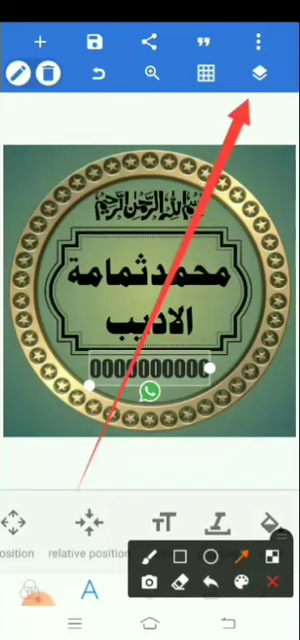 بسم الله الرحمن الرحيم
محمد ثمامة
الاديب
0000000000
osition
relative position